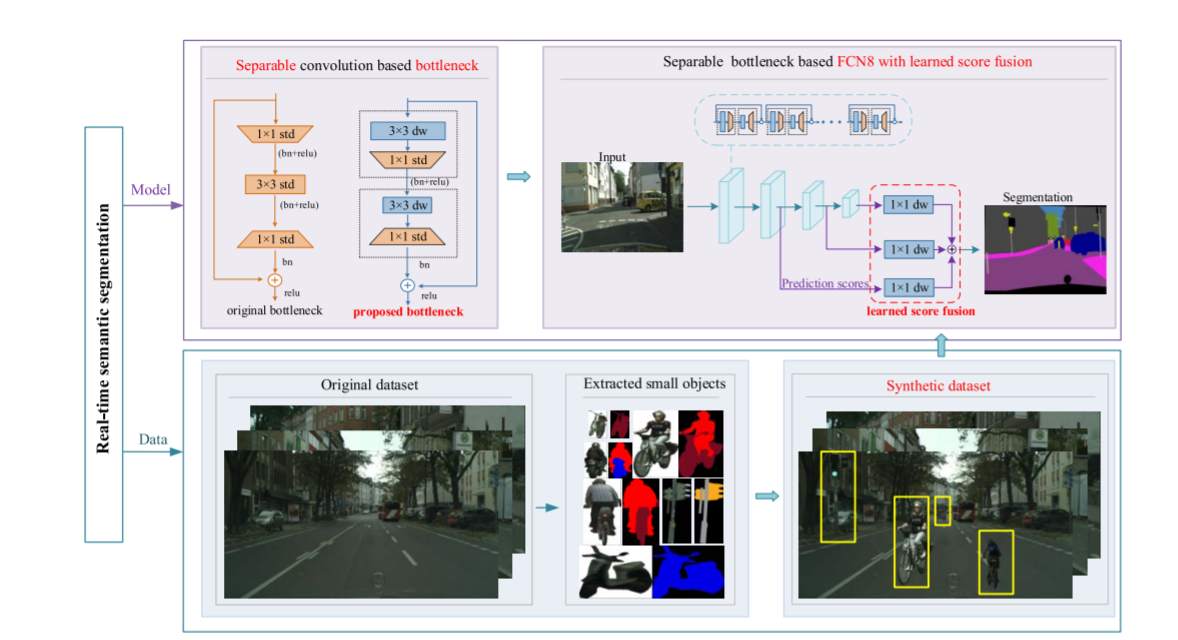 Real-time semantic segmentation
Model
Data
Separable convolution based bottleneck
1×1 std
(bn+relu)
3×3 std
(bn+relu)
1×1 std
bn
relu
original bottleneck
3×3 dw
1×1 std
(bn+relu)
3×3 dw
1×1 std
bn
relu
proposed bottleneck
Separable bottleneck based FCN8 with learned score fusion
Input
1×1 dw
1×1 dw
1×1 dw
Prediction scores
learned score fusion
Segmentation
Original dataset
Extracted small objects
Synthetic dataset